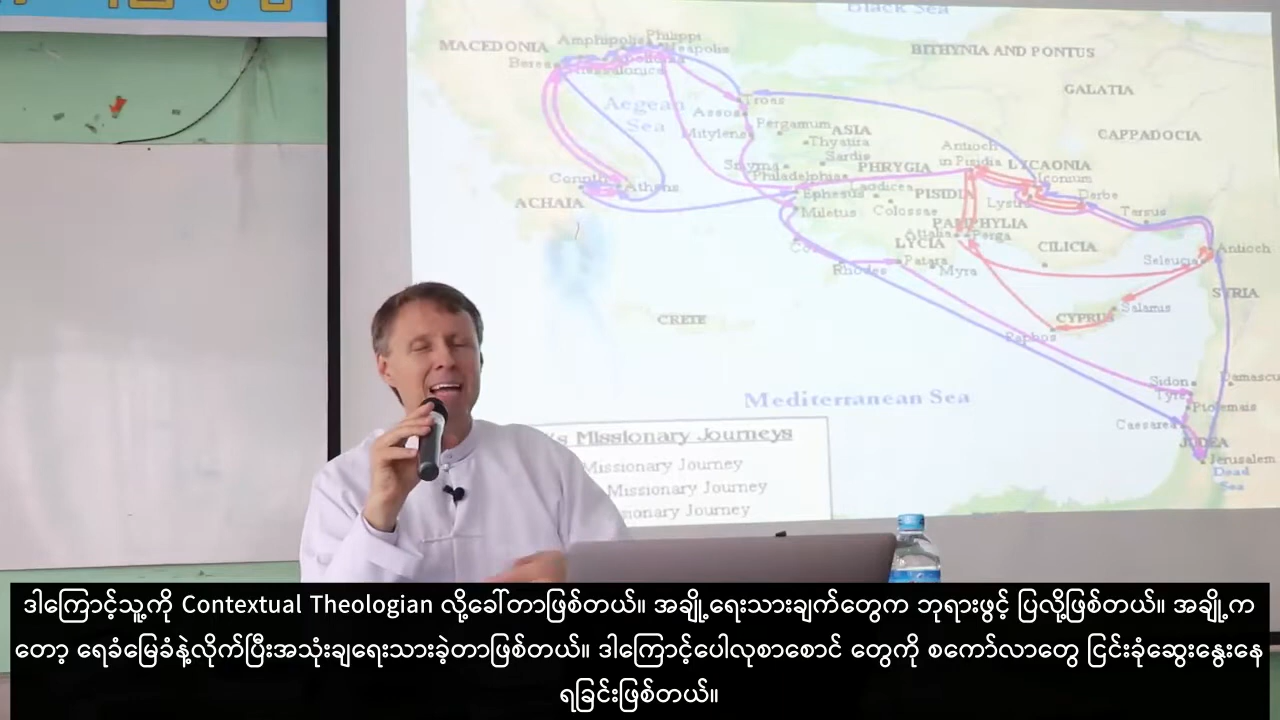 Black Sea
MACEDONIA
Amphipolis
Philippi
Neapolis
Berea
Apollonia
Thessalonica
BITHYNIA AND PONTUS
GALATIA
CAPPADOCIA
Aegean
Sea
Troas
Assos
Mitylene
Pergamum
ASIA
Thyatira
Sardis
Smyrna
Philadelphia
PHRYGIA
Antioch
in Pisidia
LYCAONIA
Iconium
Derbe
Corinth
Athens
ACHAIA
Ephesus
Laodicea
PISIDIA
Lystra
Miletus
Colossae
Tarsus
PAMPHYLIA
Attalia
Perga
LYCIA
CILICIA
Antioch
Seleucia
Cos
Rhodes
Patara
Myra
SYRIA
CRETE
Salamis
CYPRUS
Paphos
Mediterranean Sea
Sidon
Damascu
Tyre
Ptolemais
Caesarea
JUDEA
Jerusalem
Dead
Sea
's Missionary Journeys
Missionary Journey
Missionary Journey
sionary Journey
ဒါကြောင့်သူ့ကို Contextual Theologian လို့ခေါ်တာဖြစ်တယ်။ အချို့ရေးသားချက်တွေက ဘုရားဖွင့် ပြလို့ဖြစ်တယ်။ အချို့က
တော့ ရေခံမြေခံနဲ့လိုက်ပြီးအသုံးချရေးသားခဲ့တာဖြစ်တယ်။ ဒါကြောင့်ပေါလုစာစောင် တွေကို စကော်လာတွေ ငြင်းခုံဆွေးနွေးနေ
ရခြင်းဖြစ်တယ်။